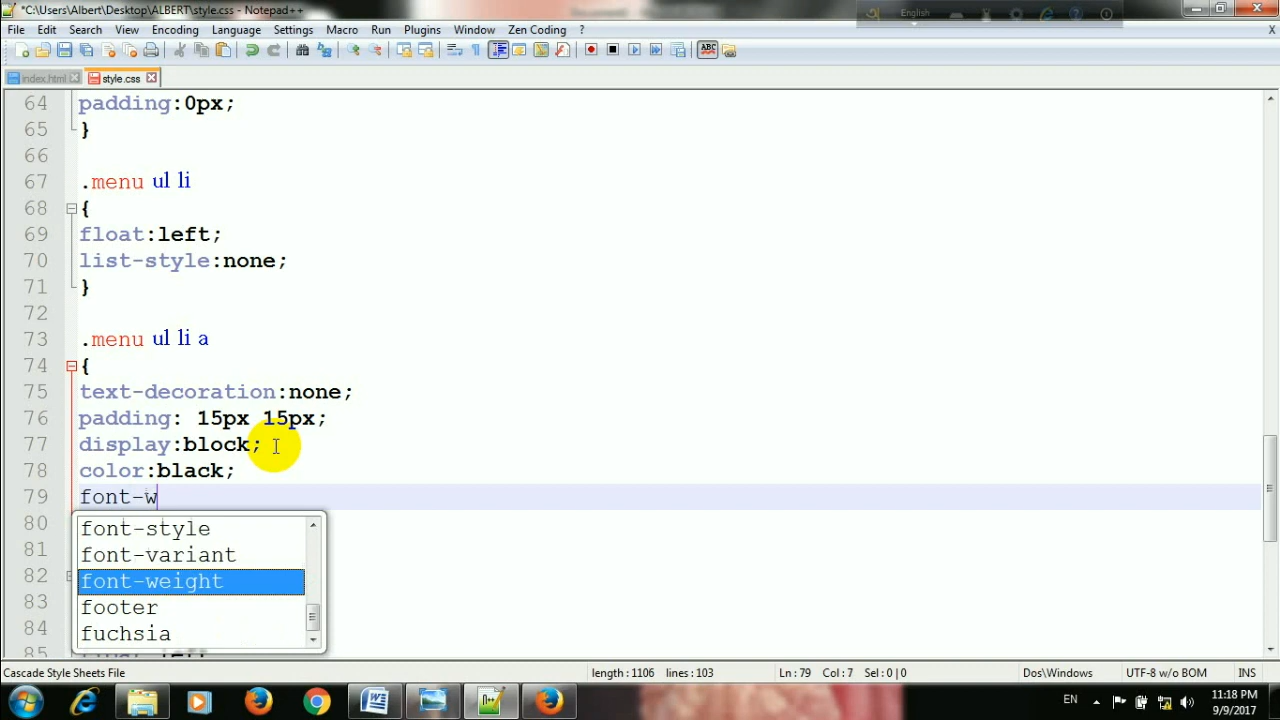 *C:\Users\Albert\Desktop\ALBERT\style.css - Notepad++
English
File Edit Search View Encoding Language Settings Macro Run Plugins Window Zen Coding ? X
index.html style.css
64 padding:0px;
65 }
66
67 .menu ul li
68 {
69 float:left;
70 list-style:none;
71 }
72
73 .menu ul li a
74 {
75 text-decoration:none;
76 padding: 15px 15px;
77 display:block;
78 color:black;
79 font-w
80 font-style
81 font-variant
82 font-weight
83 footer
84 fuchsia
85
Cascade Style Sheets File length : 1106 lines : 103 Ln : 79 Col : 7 Sel : 0 | 0 Dos\Windows UTF-8 w/o BOM INS
EN 11:18 PM
9/9/2017